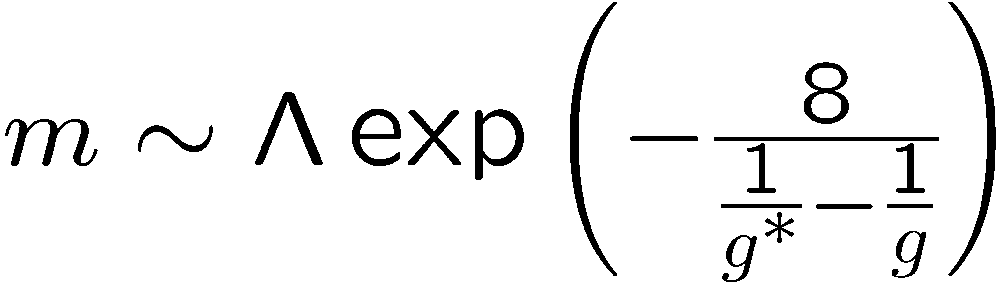 m ∼ Λ exp ( − 8 / ( 1/g* − 1/g ) )